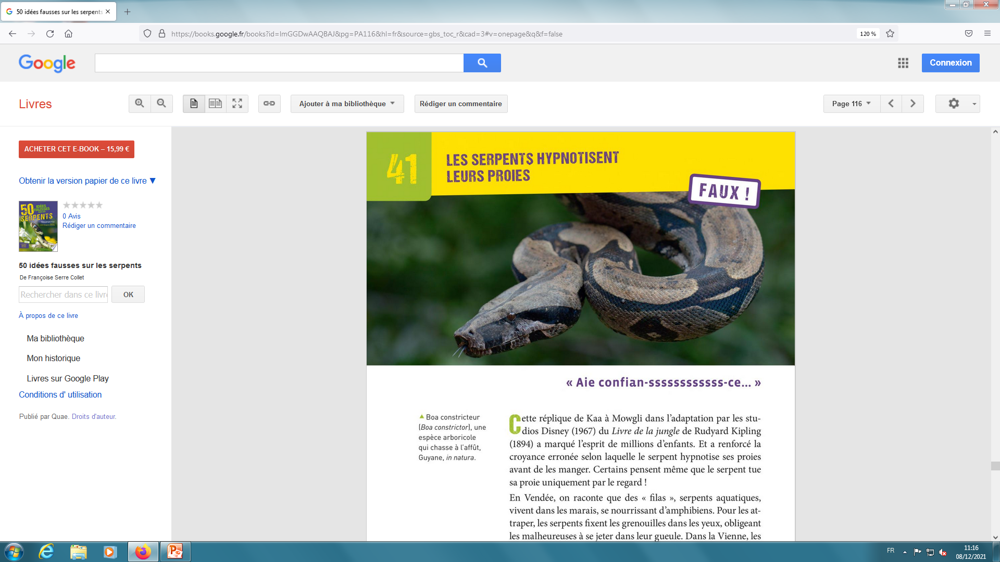 50 idées fausses sur les serpents
https://books.google.fr/books?id=lmGGDwAAQBAJ&pg=PA116&hl=fr&source=gbs_toc_r&cad=3#v=onepage&q&f=false
120 %
Google
Connexion
Livres
Ajouter à ma bibliothèque
Rédiger un commentaire
Page 116
ACHETER CET E-BOOK – 15,99 €
Obtenir la version papier de ce livre ▼
50 IDÉES FAUSSES SUR LES SERPENTS
0 Avis
Rédiger un commentaire
50 idées fausses sur les serpents
De Françoise Serre Collet
Rechercher dans ce livre
OK
À propos de ce livre
Ma bibliothèque
Mon historique
Livres sur Google Play
Conditions d' utilisation
Publié par Quae. Droits d'auteur.
41
LES SERPENTS HYPNOTISENT
LEURS PROIES
FAUX !
« Aie confian-ssssssssssss-ce... »
Boa constricteur
(Boa constrictor), une
espèce arboricole
qui chasse à l'affût,
Guyane, in natura.
Cette réplique de Kaa à Mowgli dans l'adaptation par les stu-
dios Disney (1967) du Livre de la jungle de Rudyard Kipling
(1894) a marqué l'esprit de millions d'enfants. Et a renforcé la
croyance erronée selon laquelle le serpent hypnotise ses proies
avant de les manger. Certains pensent même que le serpent tue
sa proie uniquement par le regard !
En Vendée, on raconte que des « filas », serpents aquatiques,
vivent dans les marais, se nourrissant d'amphibiens. Pour les at-
traper, les serpents fixent les grenouilles dans les yeux, obligeant
les malheureuses à se jeter dans leur gueule. Dans la Vienne, les
FR
11:16
08/12/2021